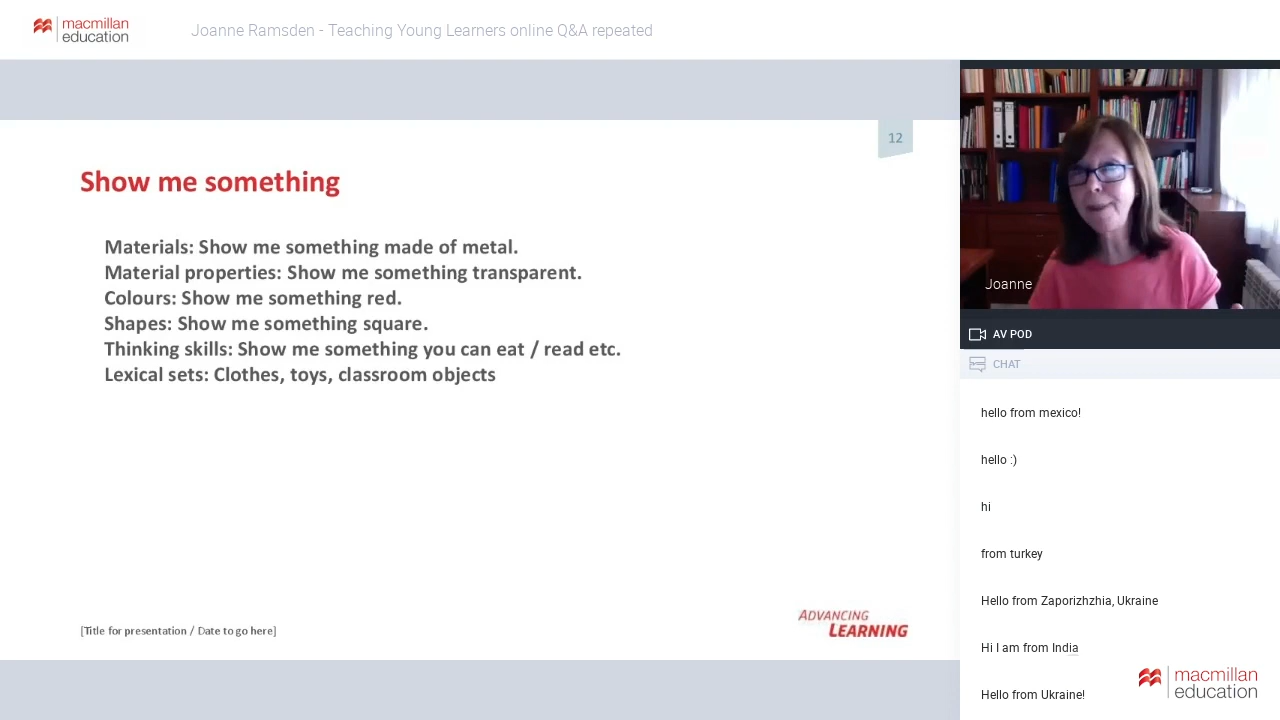 macmillan
education
Joanne Ramsden - Teaching Young Learners online Q&A repeated
12
Show me something
Materials: Show me something made of metal.
Material properties: Show me something transparent.
Colours: Show me something red.
Shapes: Show me something square.
Thinking skills: Show me something you can eat / read etc.
Lexical sets: Clothes, toys, classroom objects
[Title for presentation / Date to go here]
ADVANCING
LEARNING
Joanne
AV POD
CHAT
hello from mexico!
hello :)
hi
from turkey
Hello from Zaporizhzhia, Ukraine
Hi I am from India
Hello from Ukraine!
macmillan
education